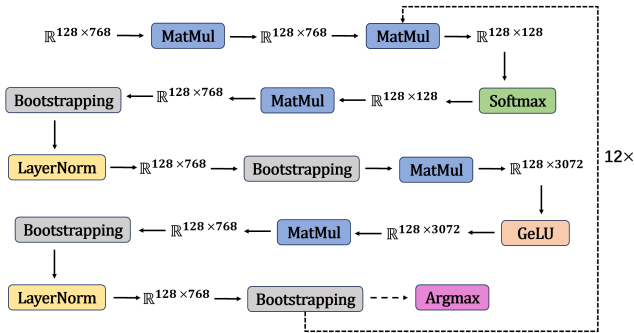 ℝ^128×768 MatMul ℝ^128×768 MatMul ℝ^128×128
Bootstrapping ℝ^128×768 MatMul ℝ^128×128 Softmax
12×
LayerNorm ℝ^128×768 Bootstrapping MatMul ℝ^128×3072
Bootstrapping ℝ^128×768 MatMul ℝ^128×3072 GeLU
LayerNorm ℝ^128×768 Bootstrapping Argmax